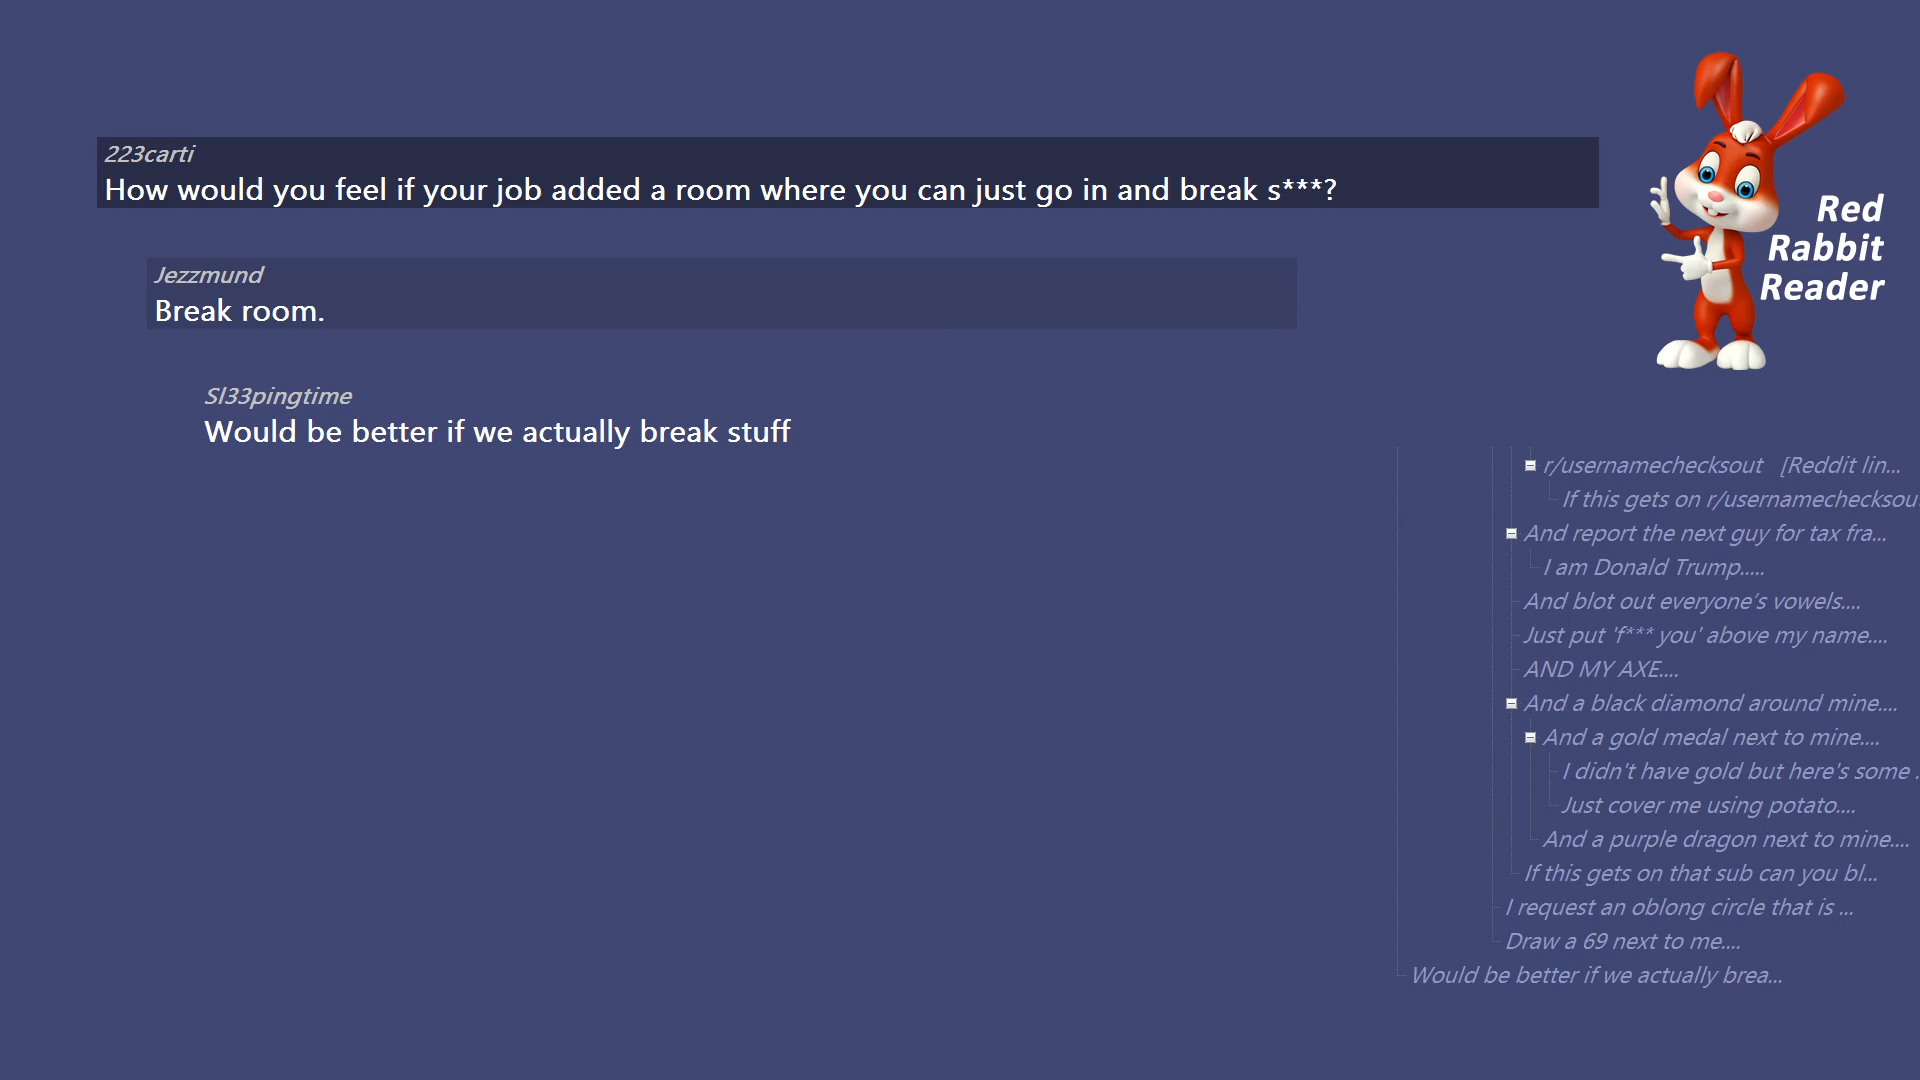 223carti
How would you feel if your job added a room where you can just go in and break s***?
Jezzmund
Break room.
Sl33pingtime
Would be better if we actually break stuff
Red
Rabbit
Reader
r/usernamechecksout [Reddit lin...
If this gets on r/usernamechecksout
And report the next guy for tax fra...
I am Donald Trump.....
And blot out everyone’s vowels....
Just put 'f*** you' above my name....
AND MY AXE....
And a black diamond around mine....
And a gold medal next to mine....
I didn't have gold but here's some .
Just cover me using potato....
And a purple dragon next to mine....
If this gets on that sub can you bl...
I request an oblong circle that is ...
Draw a 69 next to me....
Would be better if we actually brea...